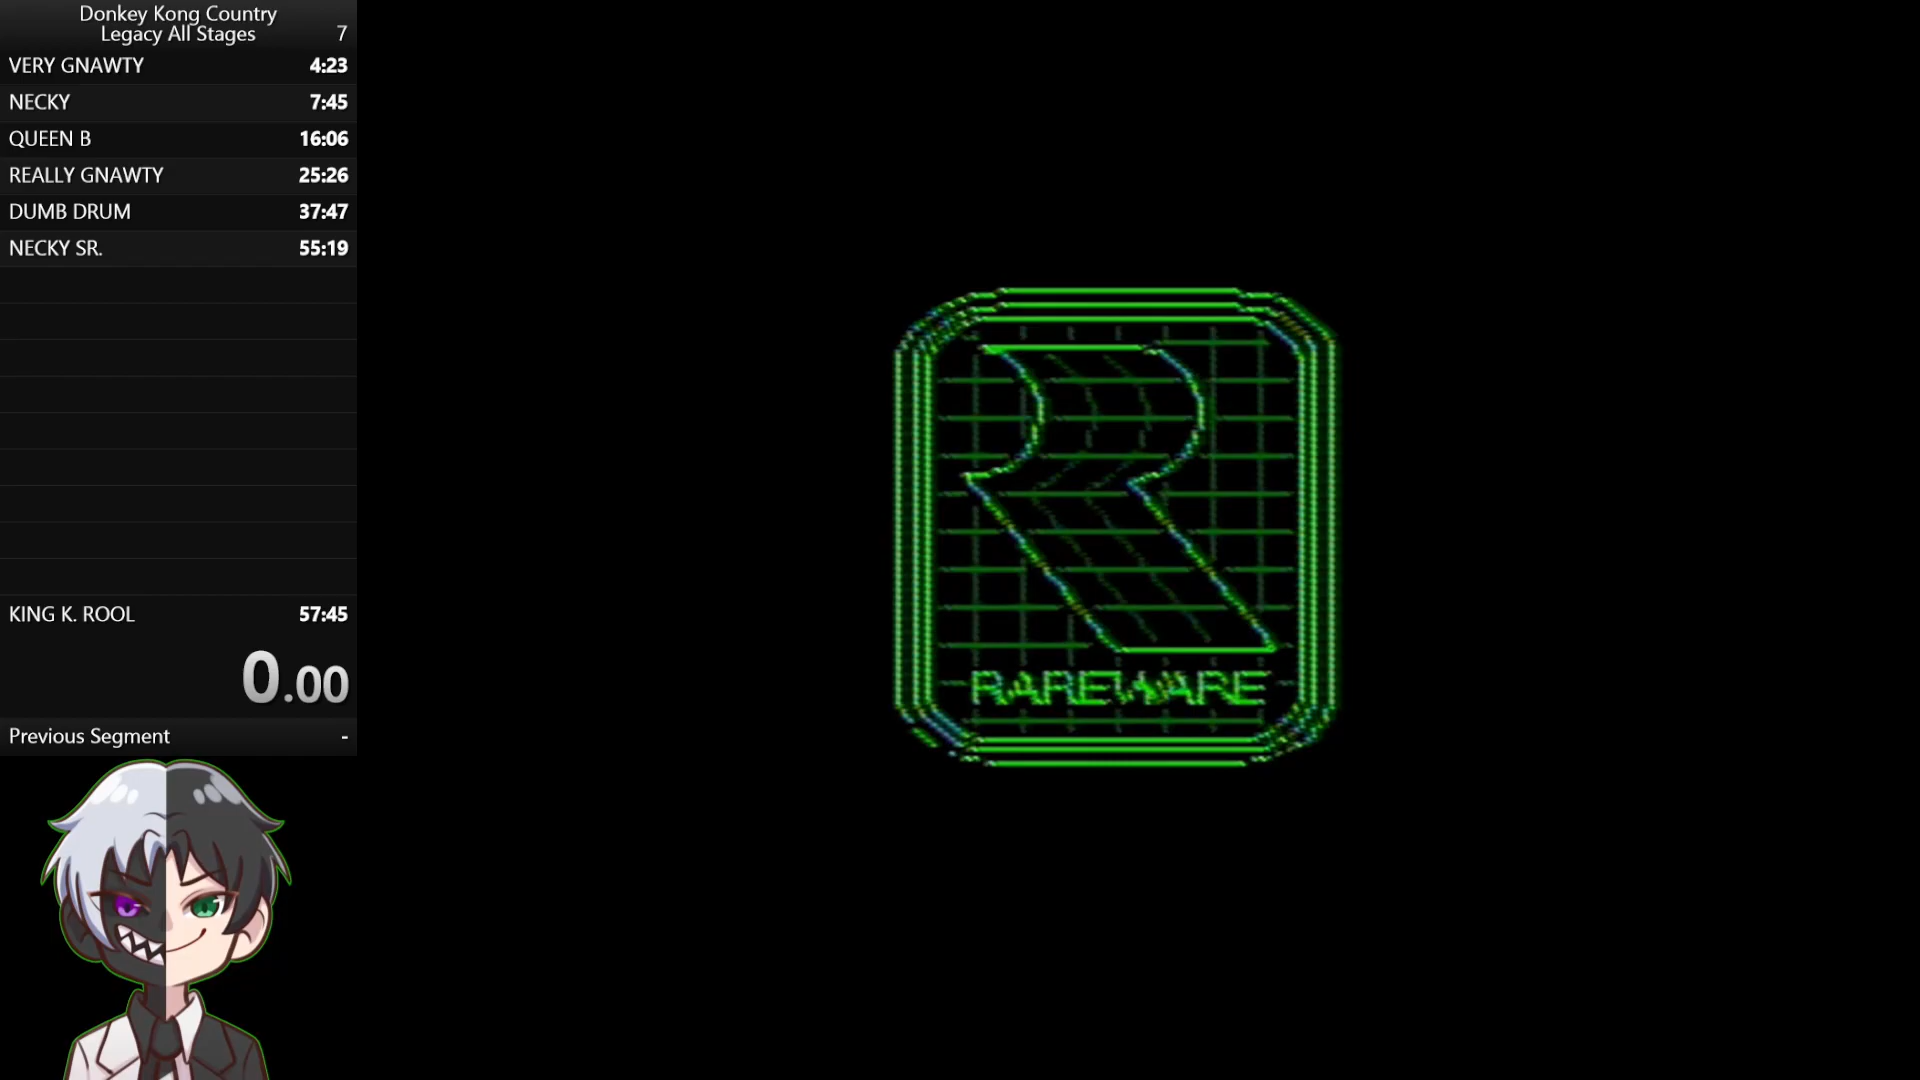 Donkey Kong Country
Legacy All Stages 7
VERY GNAWTY 4:23
NECKY 7:45
QUEEN B 16:06
REALLY GNAWTY 25:26
DUMB DRUM 37:47
NECKY SR. 55:19
KING K. ROOL 57:45
0.00
Previous Segment -
RAREWARE